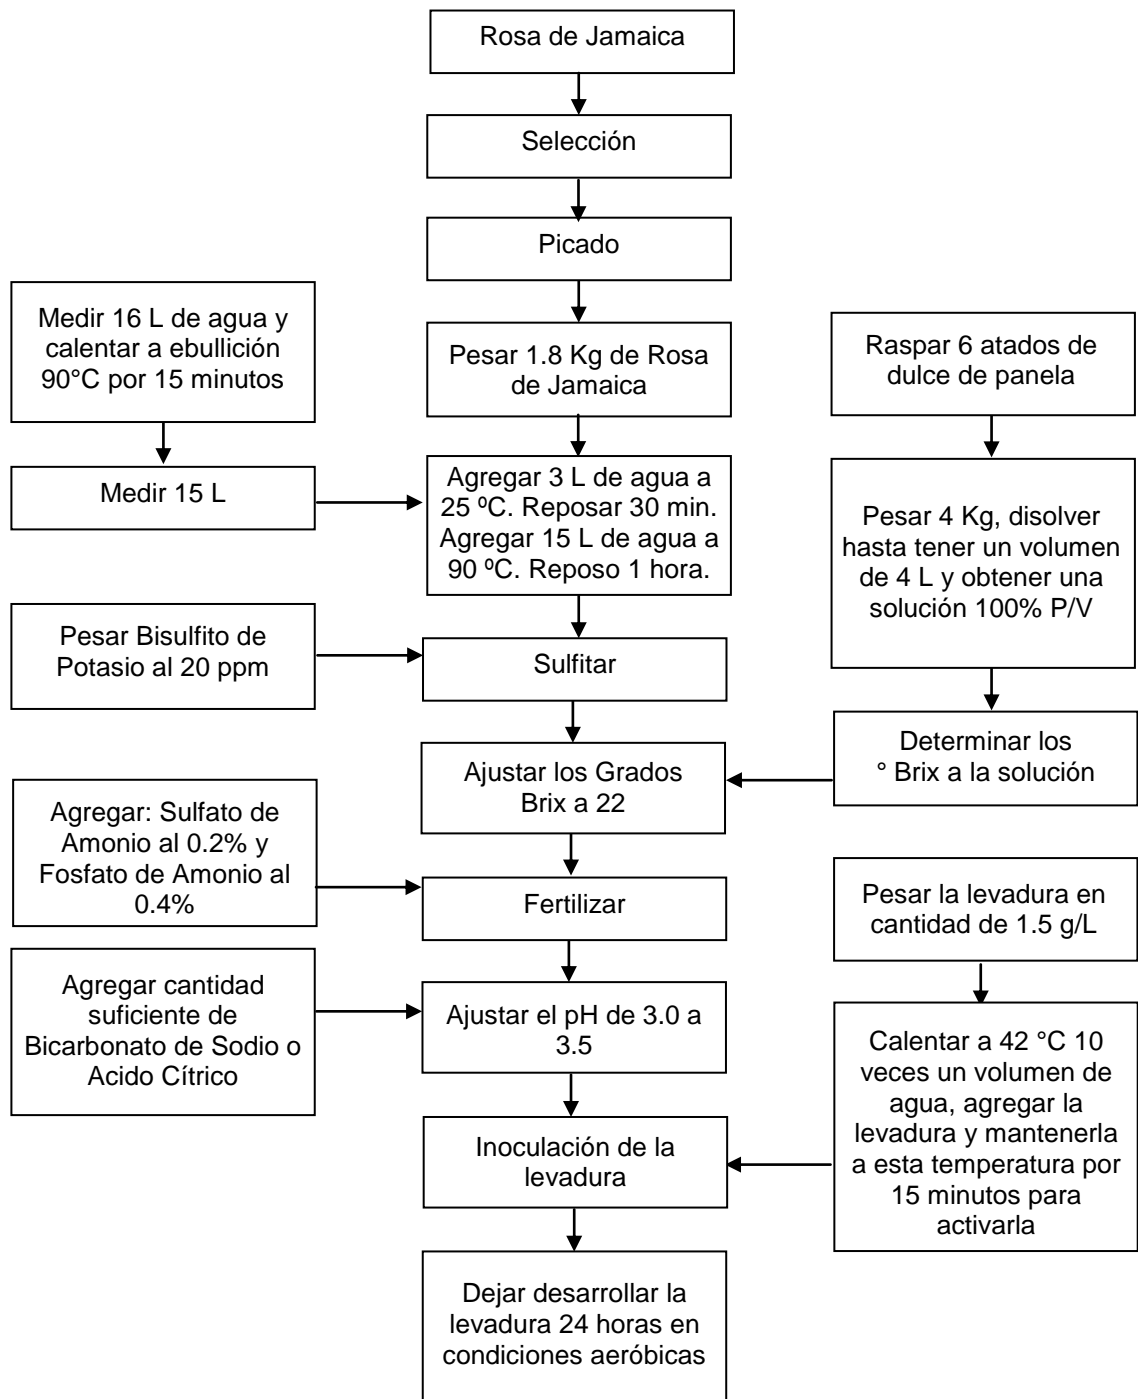 Rosa de Jamaica
Selección
Picado
Medir 16 L de agua y
calentar a ebullición
90°C por 15 minutos
Pesar 1.8 Kg de Rosa
de Jamaica
Raspar 6 atados de
dulce de panela
Medir 15 L
Agregar 3 L de agua a
25 ºC. Reposar 30 min.
Agregar 15 L de agua a
90 ºC. Reposo 1 hora.
Pesar 4 Kg, disolver
hasta tener un volumen
de 4 L y obtener una
solución 100% P/V
Pesar Bisulfito de
Potasio al 20 ppm
Sulfitar
Determinar los
° Brix a la solución
Ajustar los Grados
Brix a 22
Agregar: Sulfato de
Amonio al 0.2% y
Fosfato de Amonio al
0.4%
Fertilizar
Pesar la levadura en
cantidad de 1.5 g/L
Agregar cantidad
suficiente de
Bicarbonato de Sodio o
Acido Cítrico
Ajustar el pH de 3.0 a
3.5
Calentar a 42 °C 10
veces un volumen de
agua, agregar la
levadura y mantenerla
a esta temperatura por
15 minutos para
activarla
Inoculación de la
levadura
Dejar desarrollar la
levadura 24 horas en
condiciones aeróbicas